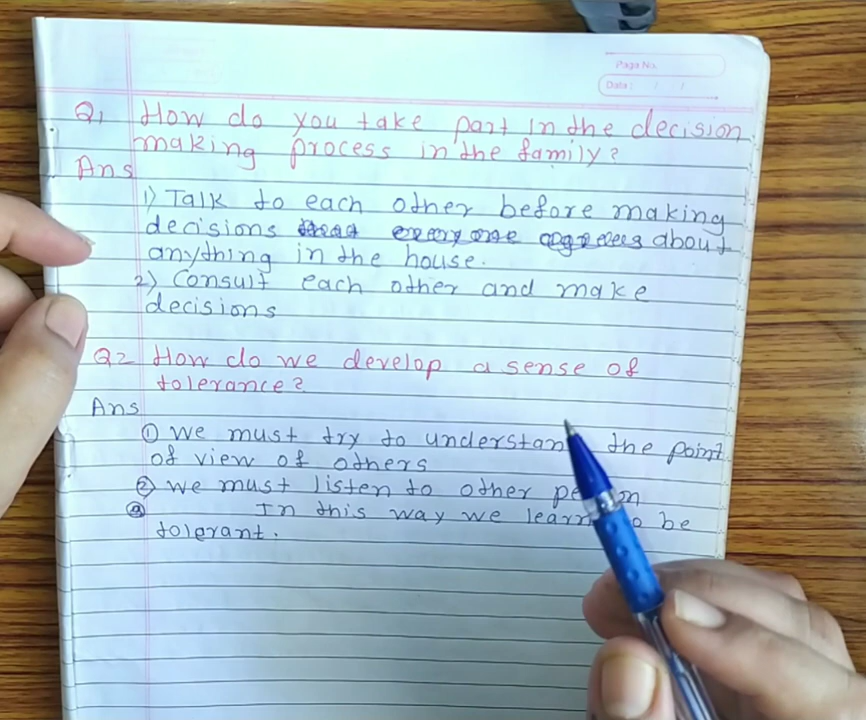 Page No.
Date: / /
Q1 How do you take part in the decision
making process in the family?
Ans
1) Talk to each other before making
decisions about
anything in the house.
2) Consult each other and make
decisions
Q2 How do we develop a sense of
tolerance?
Ans
① We must try to understand the point
of view of others
② We must listen to other
In this way we learn to be
tolerant.